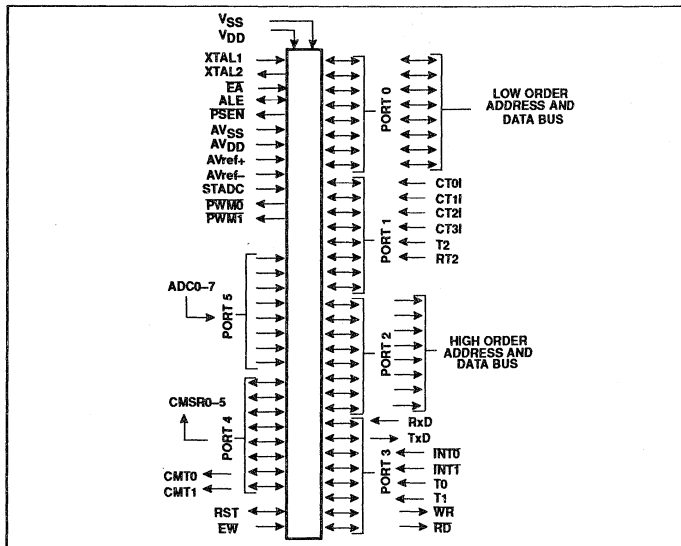 VSS
VDD
XTAL1
XTAL2
EA
ALE
PSEN
AVSS
AVDD
AVref+
AVref–
STADC
PWM0
PWM1
ADC0–7
PORT 5
CMSR0–5
PORT 4
CMT0
CMT1
RST
EW
PORT 0
LOW ORDER
ADDRESS AND
DATA BUS
PORT 1
CT0I
CT1I
CT2I
CT3I
T2
RT2
PORT 2
HIGH ORDER
ADDRESS AND
DATA BUS
PORT 3
RxD
TxD
INT0
INT1
T0
T1
WR
RD